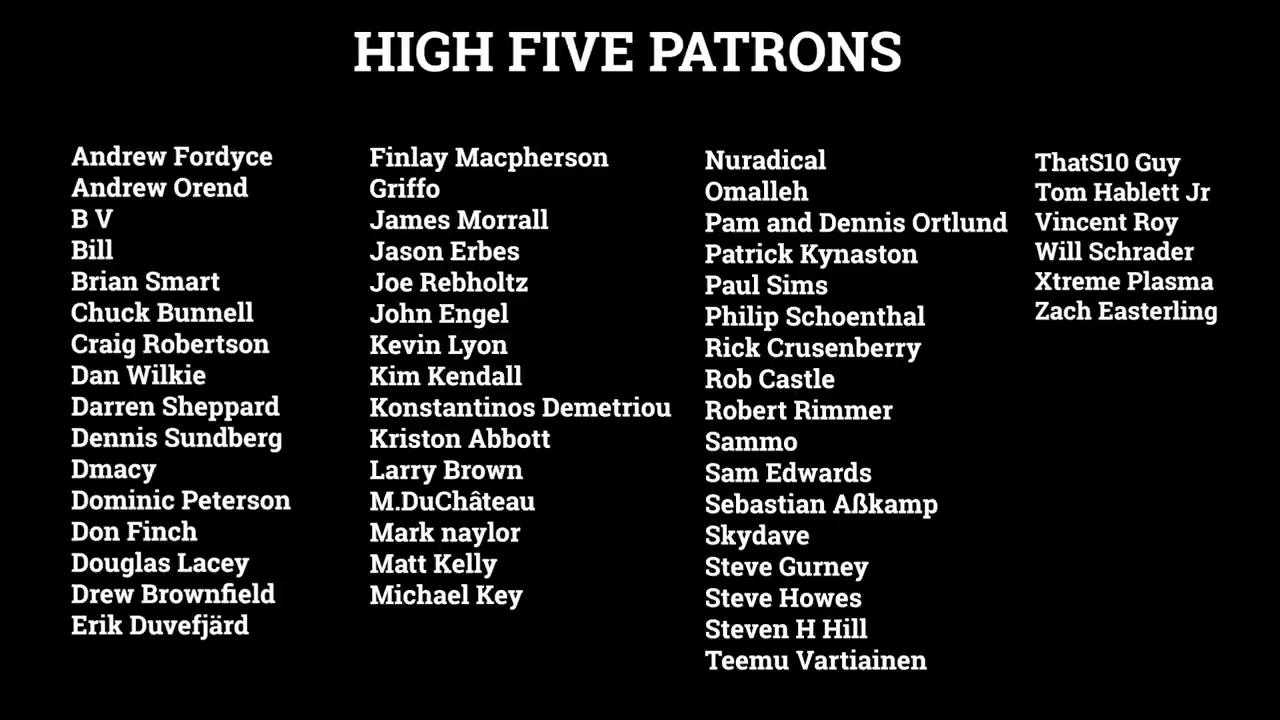 HIGH FIVE PATRONS
Andrew Fordyce
Andrew Orend
B V
Bill
Brian Smart
Chuck Bunnell
Craig Robertson
Dan Wilkie
Darren Sheppard
Dennis Sundberg
Dmacy
Dominic Peterson
Don Finch
Douglas Lacey
Drew Brownfield
Erik Duvefjärd
Finlay Macpherson
Griffo
James Morrall
Jason Erbes
Joe Rebholtz
John Engel
Kevin Lyon
Kim Kendall
Konstantinos Demetriou
Kriston Abbott
Larry Brown
M.DuChâteau
Mark naylor
Matt Kelly
Michael Key
Nuradical
Omalleh
Pam and Dennis Ortlund
Patrick Kynaston
Paul Sims
Philip Schoenthal
Rick Crusenberry
Rob Castle
Robert Rimmer
Sammo
Sam Edwards
Sebastian Aßkamp
Skydave
Steve Gurney
Steve Howes
Steven H Hill
Teemu Vartiainen
ThatS10 Guy
Tom Hablett Jr
Vincent Roy
Will Schrader
Xtreme Plasma
Zach Easterling